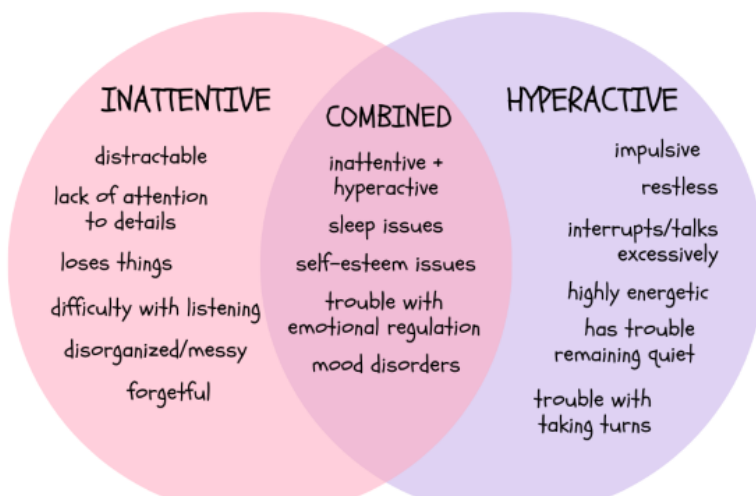 INATTENTIVE
distractable
lack of attention
to details
loses things
difficulty with listening
disorganized/messy
forgetful
COMBINED
inattentive +
hyperactive
sleep issues
self-esteem issues
trouble with
emotional regulation
mood disorders
HYPERACTIVE
impulsive
restless
interrupts/talks
excessively
highly energetic
has trouble
remaining quiet
trouble with
taking turns